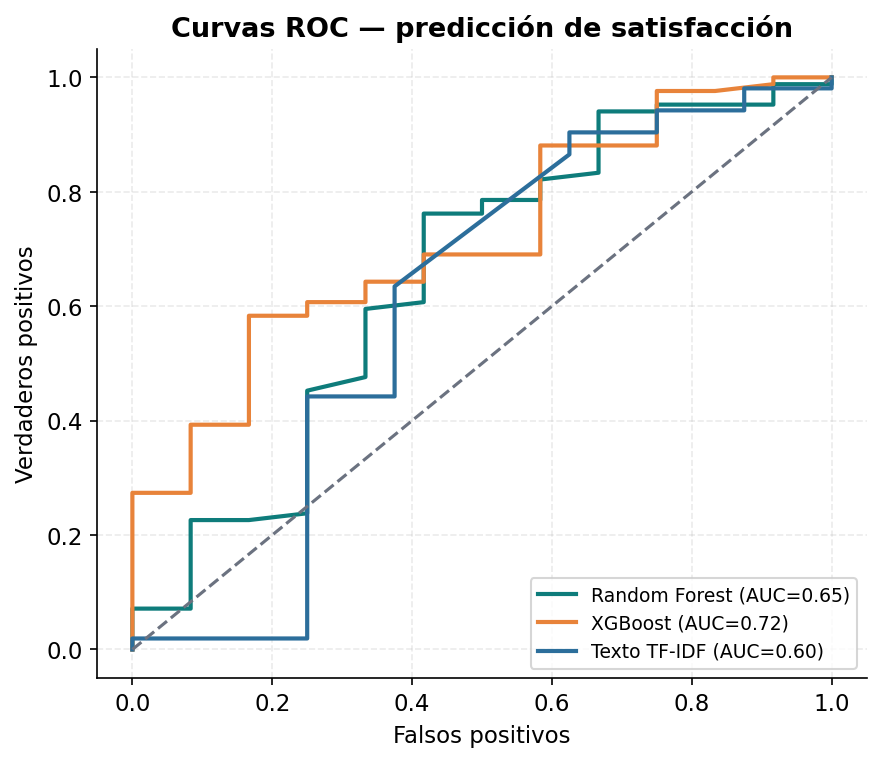 Curvas ROC — predicción de satisfacción
Verdaderos positivos
1.0
0.8
0.6
0.4
0.2
0.0
0.0 0.2 0.4 0.6 0.8 1.0
Falsos positivos
Random Forest (AUC=0.65)
XGBoost (AUC=0.72)
Texto TF-IDF (AUC=0.60)